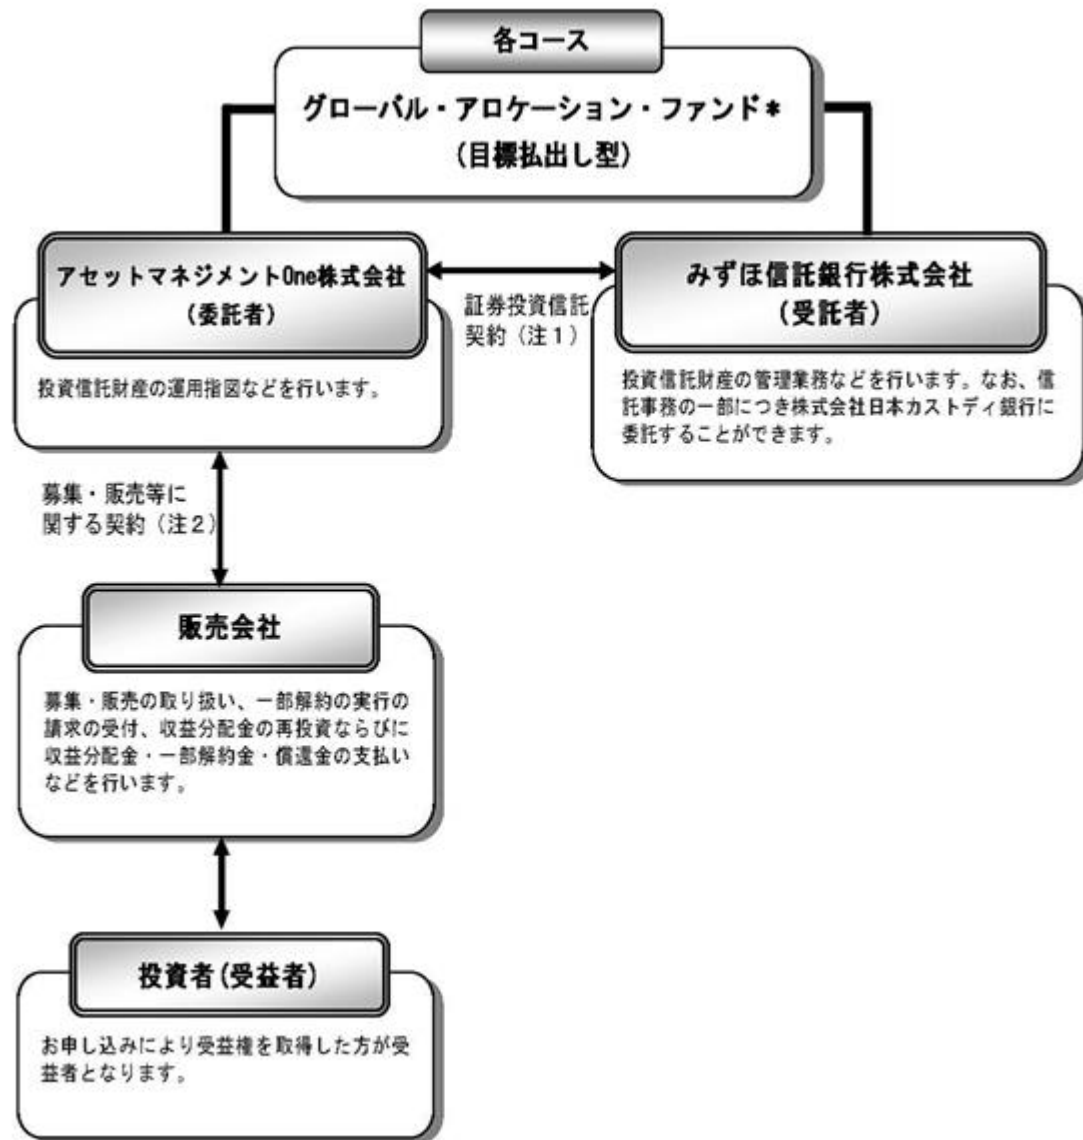 各コース
グローバル・アロケーション・ファンド＊
（目標払出し型）
アセットマネジメントOne株式会社
（委託者）
投資信託財産の運用指図などを行います。
証券投資信託
契約（注１）
みずほ信託銀行株式会社
（受託者）
投資信託財産の管理業務などを行います。なお、信
託事務の一部につき株式会社日本カストディ銀行に
委託することができます。
募集・販売等に
関する契約（注２）
販売会社
募集・販売の取り扱い、一部解約の実行の
請求の受付、収益分配金の再投資ならびに
収益分配金・一部解約金・償還金の支払い
などを行います。
投資者(受益者)
お申し込みにより受益権を取得した方が受
益者となります。